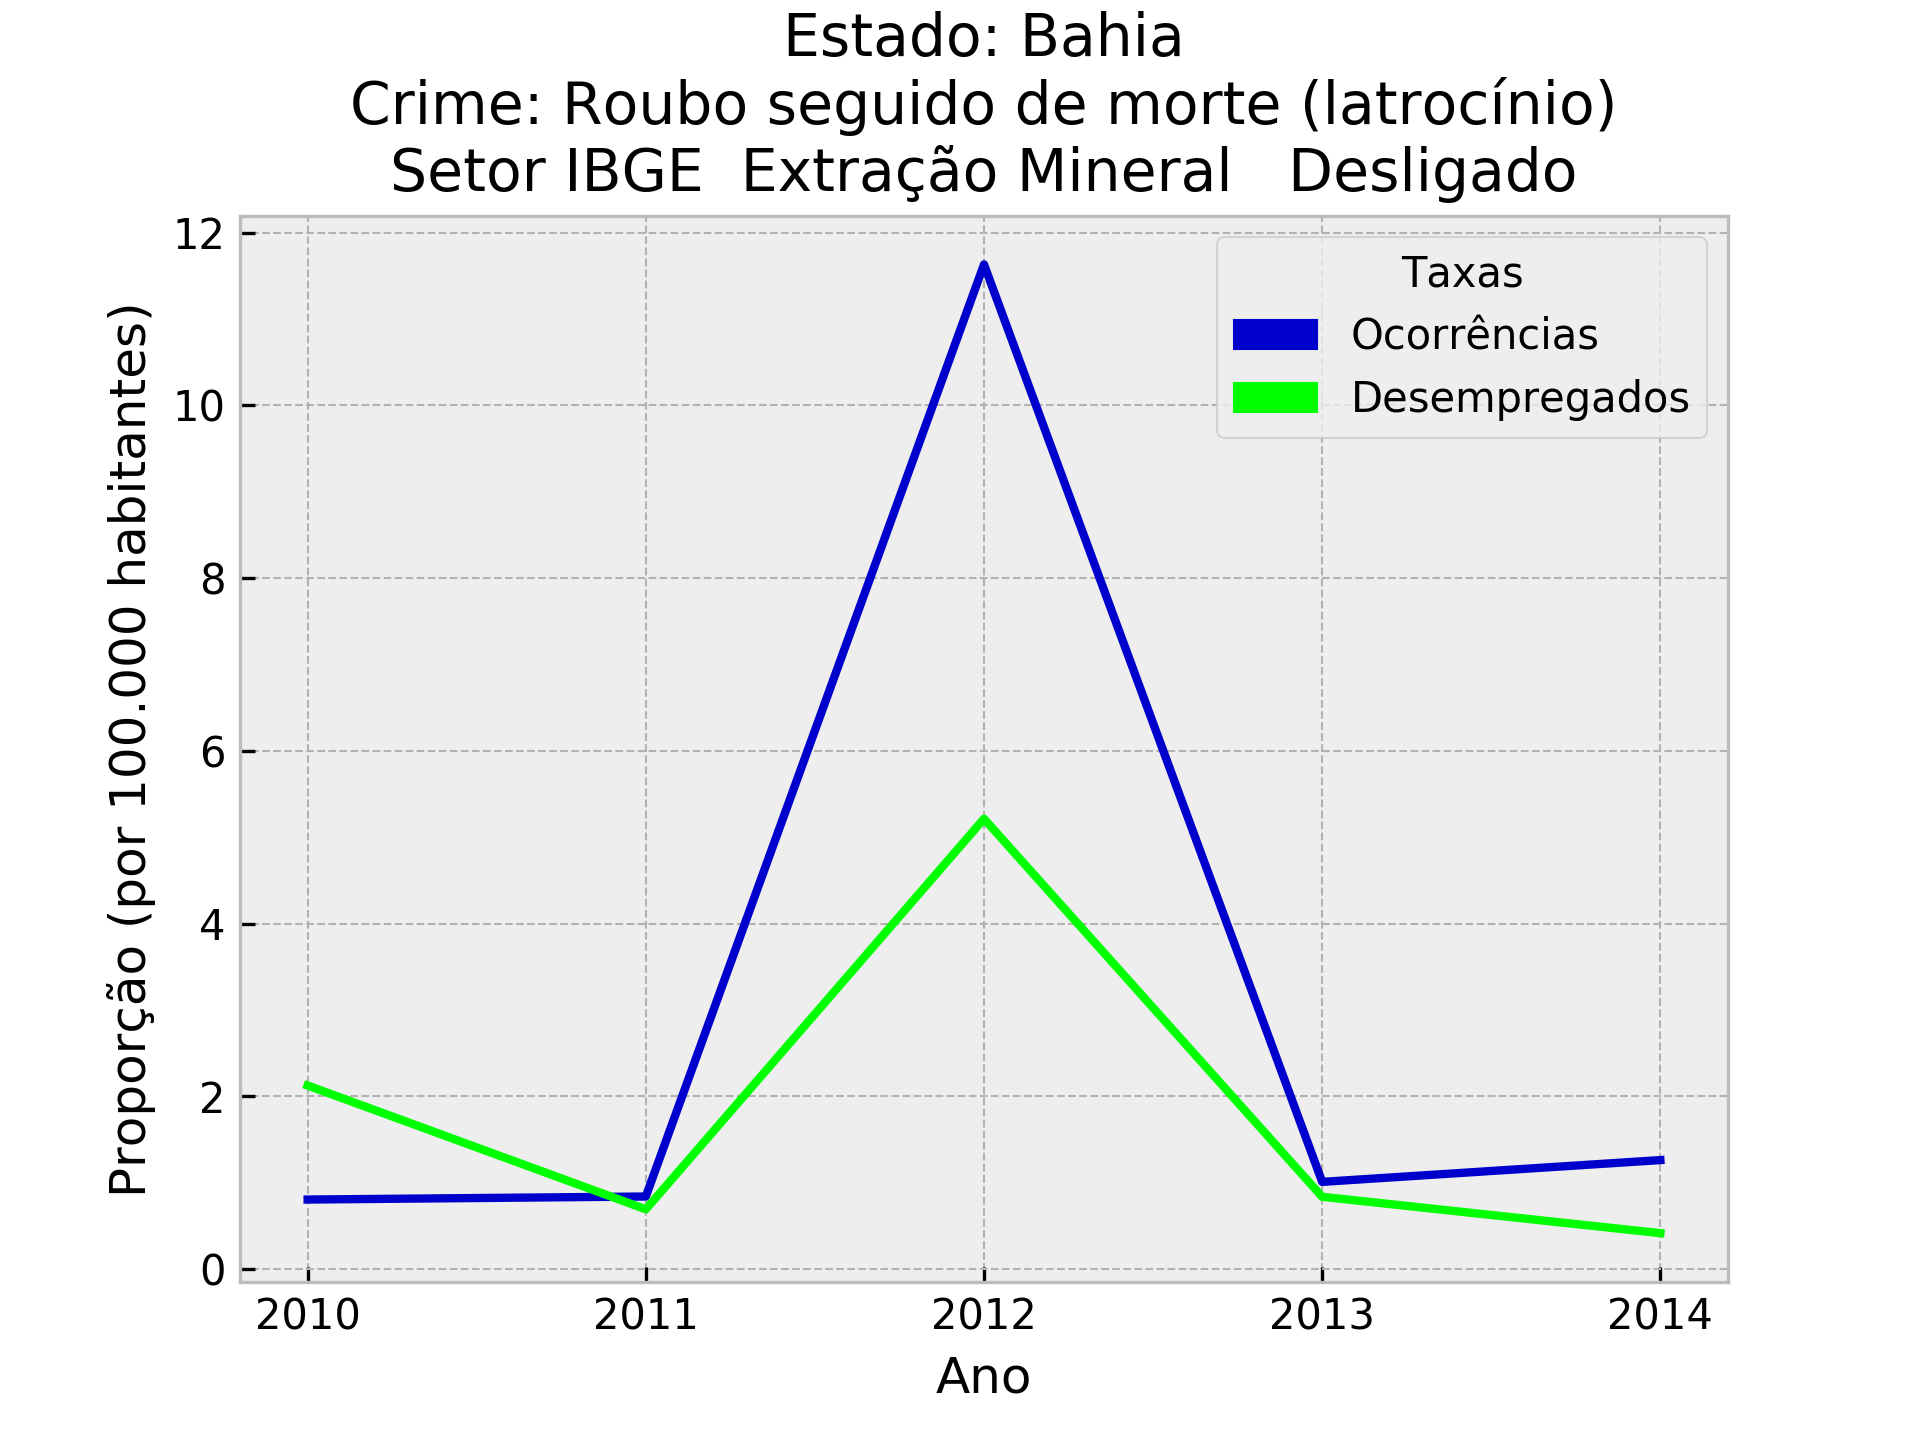 Estado: Bahia
Crime: Roubo seguido de morte (latrocínio)
Setor IBGE  Extração Mineral   Desligado
Proporção (por 100.000 habitantes)
12
10
8
6
4
2
0
Taxas
Ocorrências
Desempregados
2010
2011
2012
2013
2014
Ano